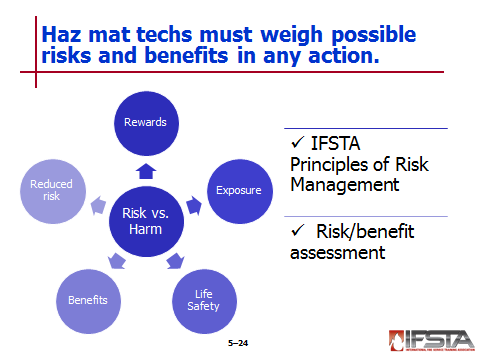 Haz mat techs must weigh possible
risks and benefits in any action.
Rewards
Reduced
risk
Exposure
Risk vs.
Harm
Benefits
Life
Safety
✓ IFSTA
Principles of Risk
Management
✓ Risk/benefit
assessment
5–24
IFSTA
INTERNATIONAL FIRE SERVICE TRAINING ASSOCIATION